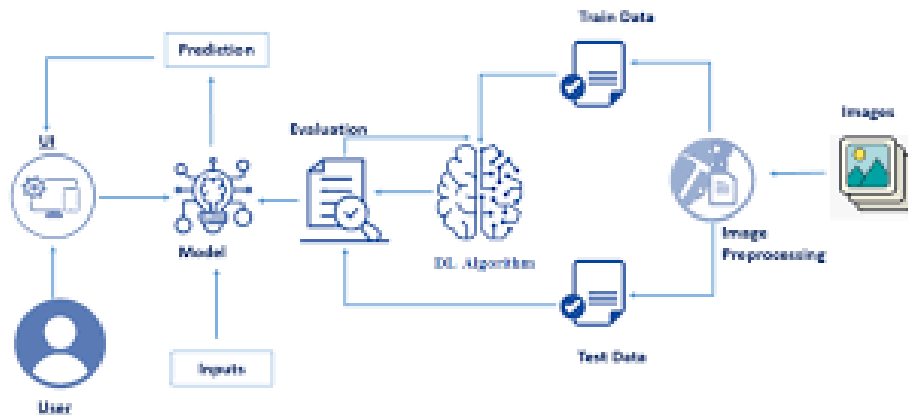 Train Data
Prediction
Images
Evaluation
UI
Model
Image
Preprocessing
DL Algorithm
Inputs
Test Data
User